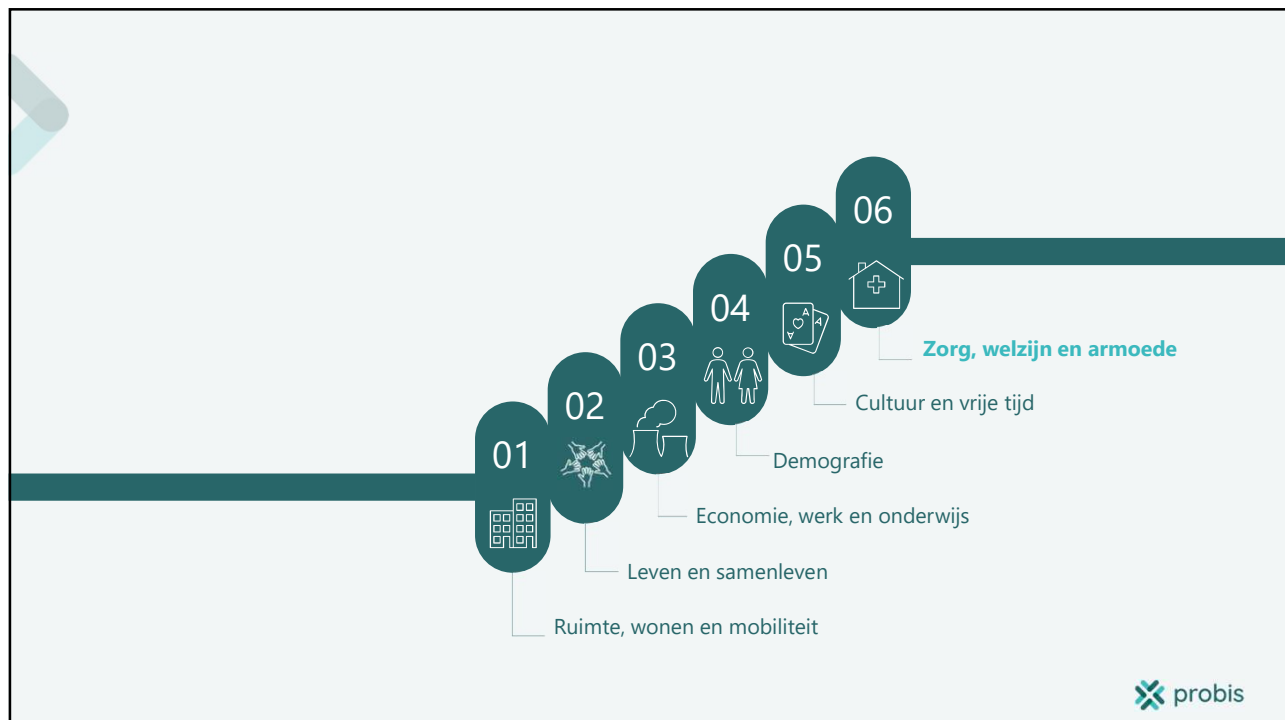 01
Ruimte, wonen en mobiliteit
02
Leven en samenleven
03
Economie, werk en onderwijs
04
Demografie
05
A
A
A
Cultuur en vrije tijd
06
Zorg, welzijn en armoede
probis